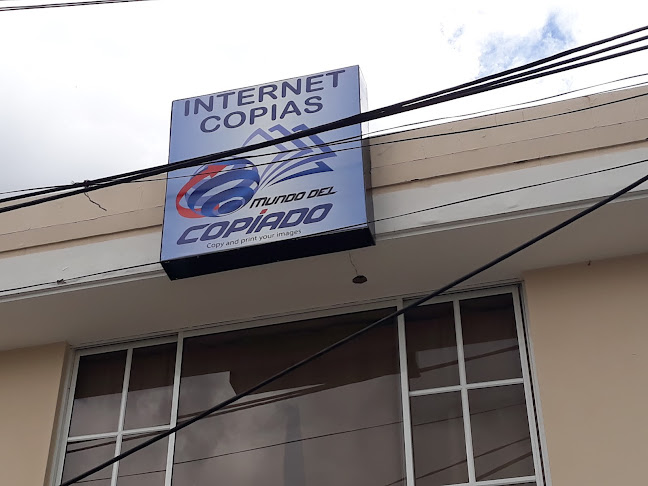 INTERNET
COPIAS
MUNDO DEL
COPIADO
Copy and print your images